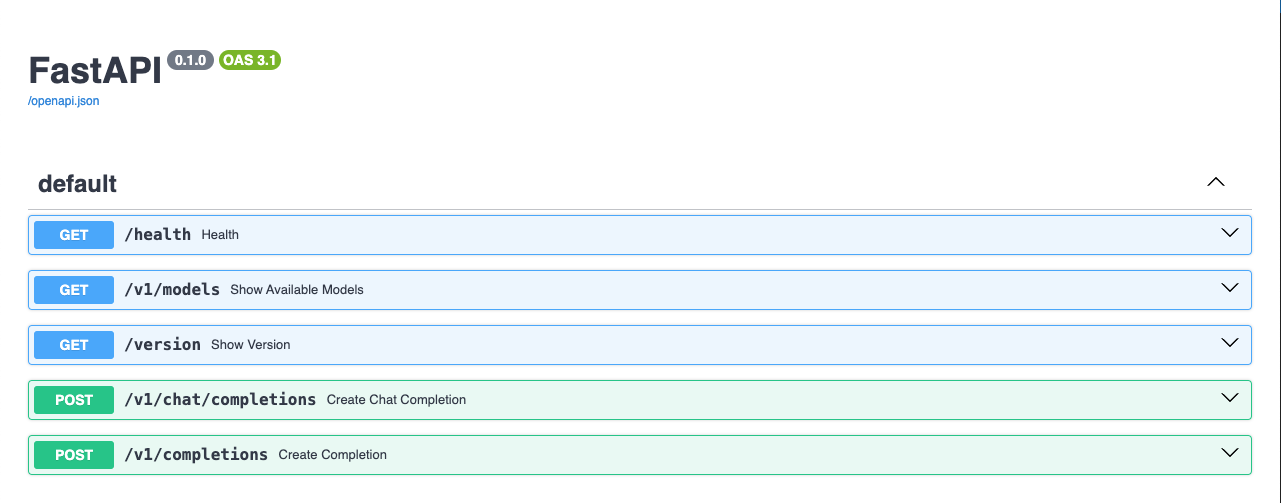 FastAPI 0.1.0 OAS 3.1
/openapi.json
default
GET /health Health
GET /v1/models Show Available Models
GET /version Show Version
POST /v1/chat/completions Create Chat Completion
POST /v1/completions Create Completion